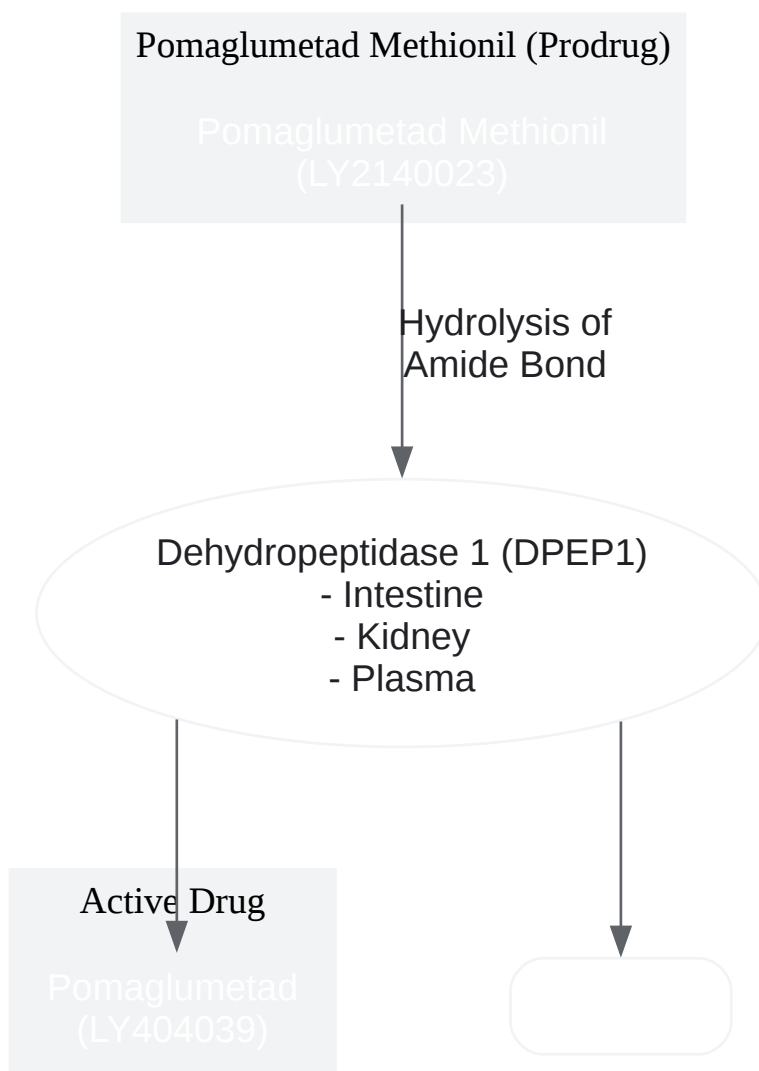 Pomaglumetad Methionil (Prodrug)
Pomaglumetad Methionil
(LY2140023)
Hydrolysis of
Amide Bond
Dehydropeptidase 1 (DPEP1)
- Intestine
- Kidney
- Plasma
Active Drug
Pomaglumetad
(LY404039)